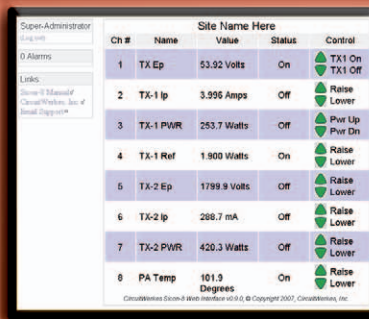 Super-Administrator
(Log out)
0 Alarms
Links
Sicon-8 Manual
CircuitWerkes, Inc.
Email Support
Site Name Here
Ch # Name Value Status Control
1 TX Ep 53.92 Volts On TX1 On
TX1 Off
2 TX-1 Ip 3.996 Amps Off Raise
Lower
3 TX-1 PWR 253.7 Watts Off Pwr Up
Pwr Dn
4 TX-1 Ref 1.900 Watts On Raise
Lower
5 TX-2 Ep 1799.9 Volts Off Raise
Lower
6 TX-2 Ip 288.7 mA Off Raise
Lower
7 TX-2 PWR 420.3 Watts Off Raise
Lower
8 PA Temp 101.9 Degrees On Raise
Lower
CircuitWerkes Sicon-8 Web Interface v0.9.0, © Copyright 2007, CircuitWerkes, Inc.